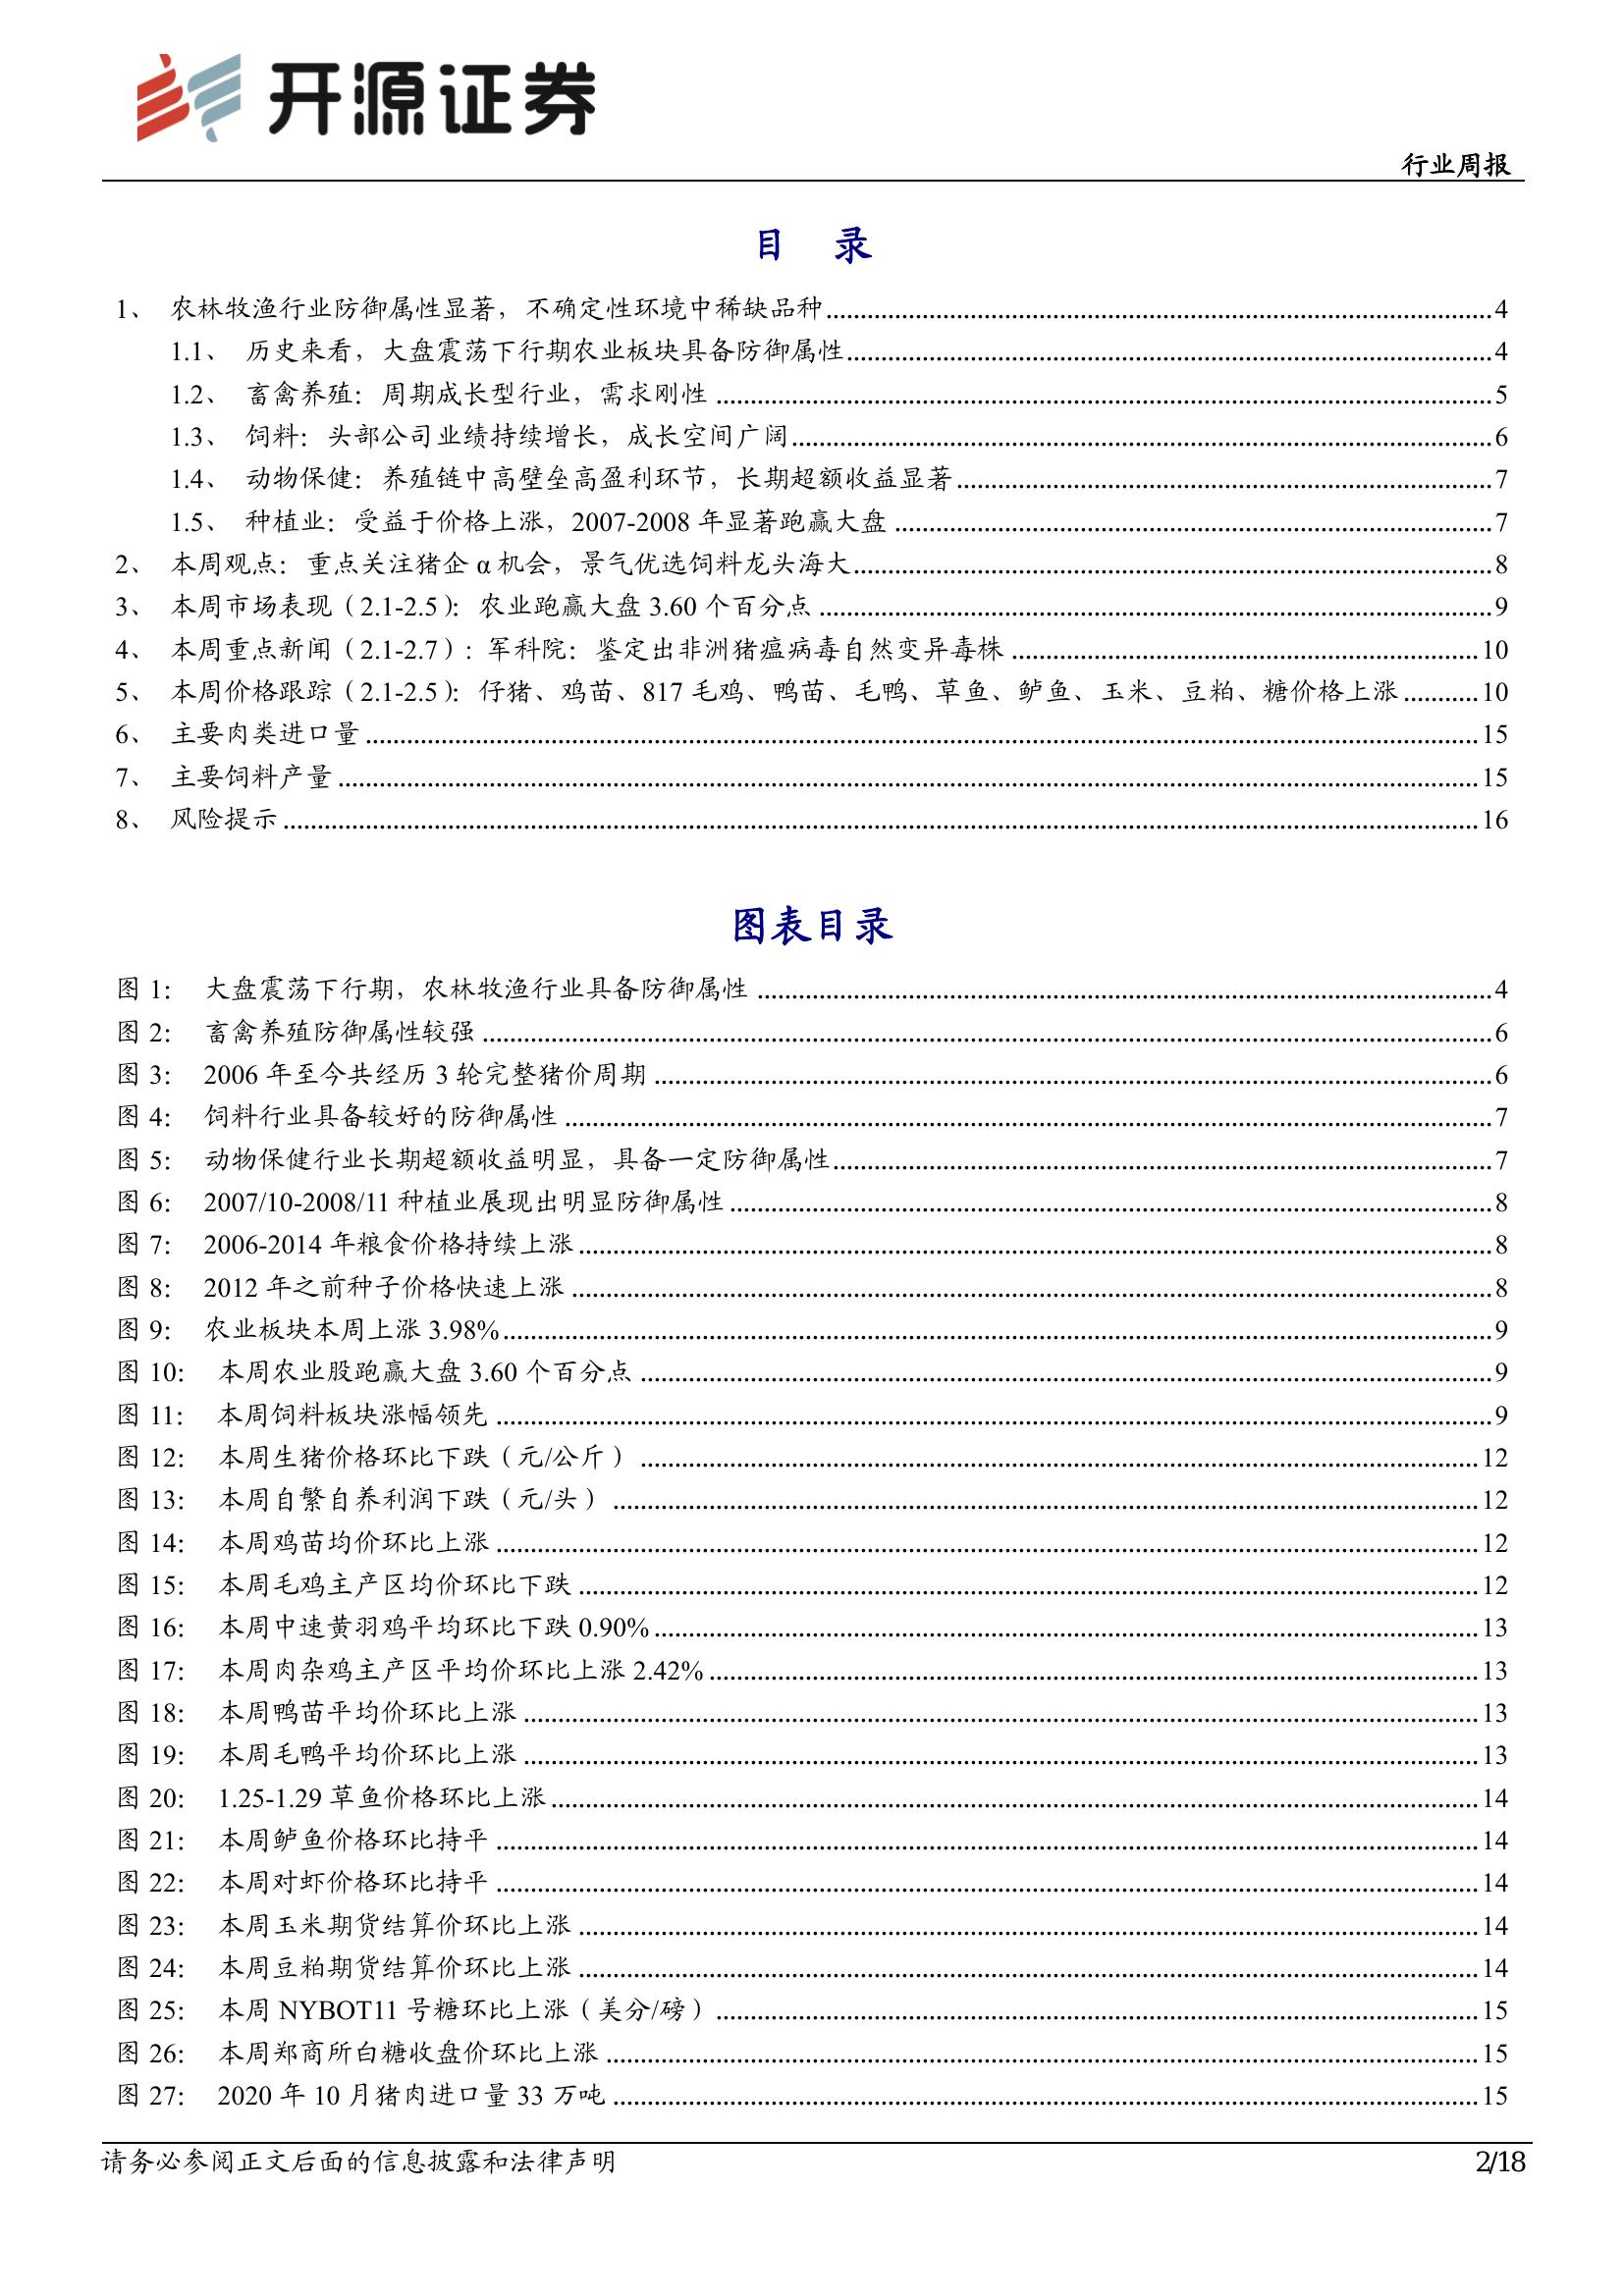 开源证券
行业周报
目 录
1、 农林牧渔行业防御属性显著，不确定性环境中稀缺品种 4
1.1、 历史来看，大盘震荡下行期农业板块具备防御属性 4
1.2、 畜禽养殖：周期成长型行业，需求刚性 5
1.3、 饲料：头部公司业绩持续增长，成长空间广阔 6
1.4、 动物保健：养殖链中高壁垒高盈利环节，长期超额收益显著 7
1.5、 种植业：受益于价格上涨，2007-2008 年显著跑赢大盘 7
2、 本周观点：重点关注猪企 α 机会，景气优选饲料龙头海大 8
3、 本周市场表现（2.1-2.5）：农业跑赢大盘 3.60 个百分点 9
4、 本周重点新闻（2.1-2.7）：军科院：鉴定出非洲猪瘟病毒自然变异毒株 10
5、 本周价格跟踪（2.1-2.5）：仔猪、鸡苗、817 毛鸡、鸭苗、毛鸭、草鱼、鲈鱼、玉米、豆粕、糖价格上涨 10
6、 主要肉类进口量 15
7、 主要饲料产量 15
8、 风险提示 16
图表目录
图 1： 大盘震荡下行期，农林牧渔行业具备防御属性 4
图 2： 畜禽养殖防御属性较强 6
图 3： 2006 年至今共经历 3 轮完整猪价周期 6
图 4： 饲料行业具备较好的防御属性 7
图 5： 动物保健行业长期超额收益明显，具备一定防御属性 7
图 6： 2007/10-2008/11 种植业展现出明显防御属性 8
图 7： 2006-2014 年粮食价格持续上涨 8
图 8： 2012 年之前种子价格快速上涨 8
图 9： 农业板块本周上涨 3.98% 9
图 10： 本周农业股跑赢大盘 3.60 个百分点 9
图 11： 本周饲料板块涨幅领先 9
图 12： 本周生猪价格环比下跌（元/公斤） 12
图 13： 本周自繁自养利润下跌（元/头） 12
图 14： 本周鸡苗均价环比上涨 12
图 15： 本周毛鸡主产区均价环比下跌 12
图 16： 本周中速黄羽鸡平均环比下跌 0.90% 13
图 17： 本周肉杂鸡主产区平均价环比上涨 2.42% 13
图 18： 本周鸭苗平均价环比上涨 13
图 19： 本周毛鸭平均价环比上涨 13
图 20： 1.25-1.29 草鱼价格环比上涨 14
图 21： 本周鲈鱼价格环比持平 14
图 22： 本周对虾价格环比持平 14
图 23： 本周玉米期货结算价环比上涨 14
图 24： 本周豆粕期货结算价环比上涨 14
图 25： 本周 NYBOT11 号糖环比上涨（美分/磅） 15
图 26： 本周郑商所白糖收盘价环比上涨 15
图 27： 2020 年 10 月猪肉进口量 33 万吨 15
请务必参阅正文后面的信息披露和法律声明 2/18